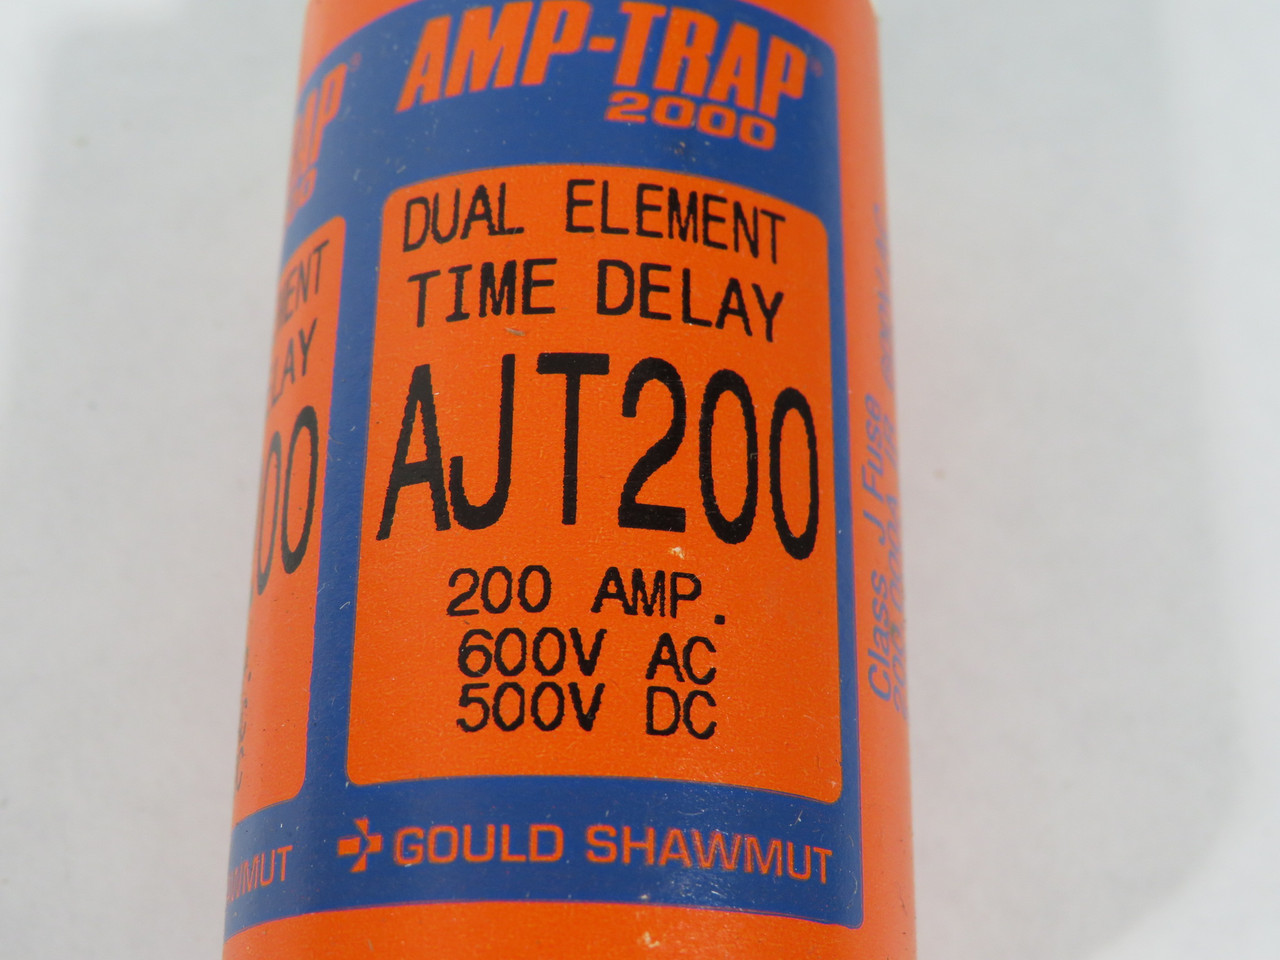 AMP-TRAP®
2000
DUAL ELEMENT
TIME DELAY
AJT200
200 AMP.
600V AC
500V DC
GOULD SHAWMUT
Class J Fuse